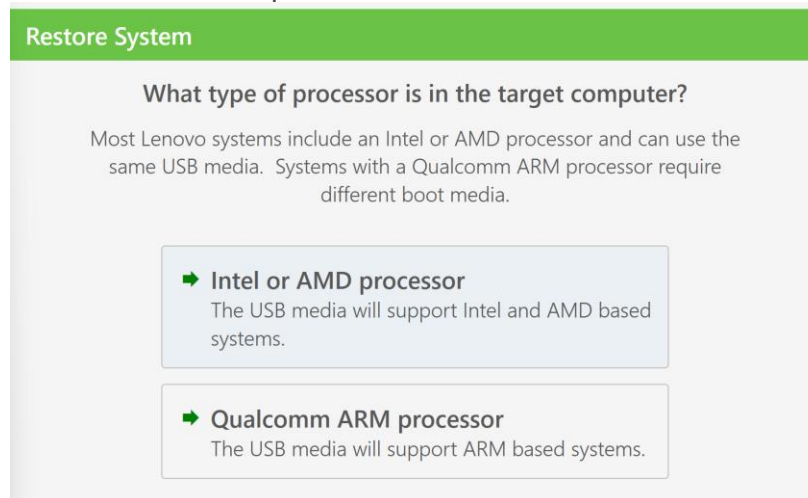 Restore System
What type of processor is in the target computer?
Most Lenovo systems include an Intel or AMD processor and can use the
same USB media. Systems with a Qualcomm ARM processor require
different boot media.
Intel or AMD processor
The USB media will support Intel and AMD based
systems.
Qualcomm ARM processor
The USB media will support ARM based systems.